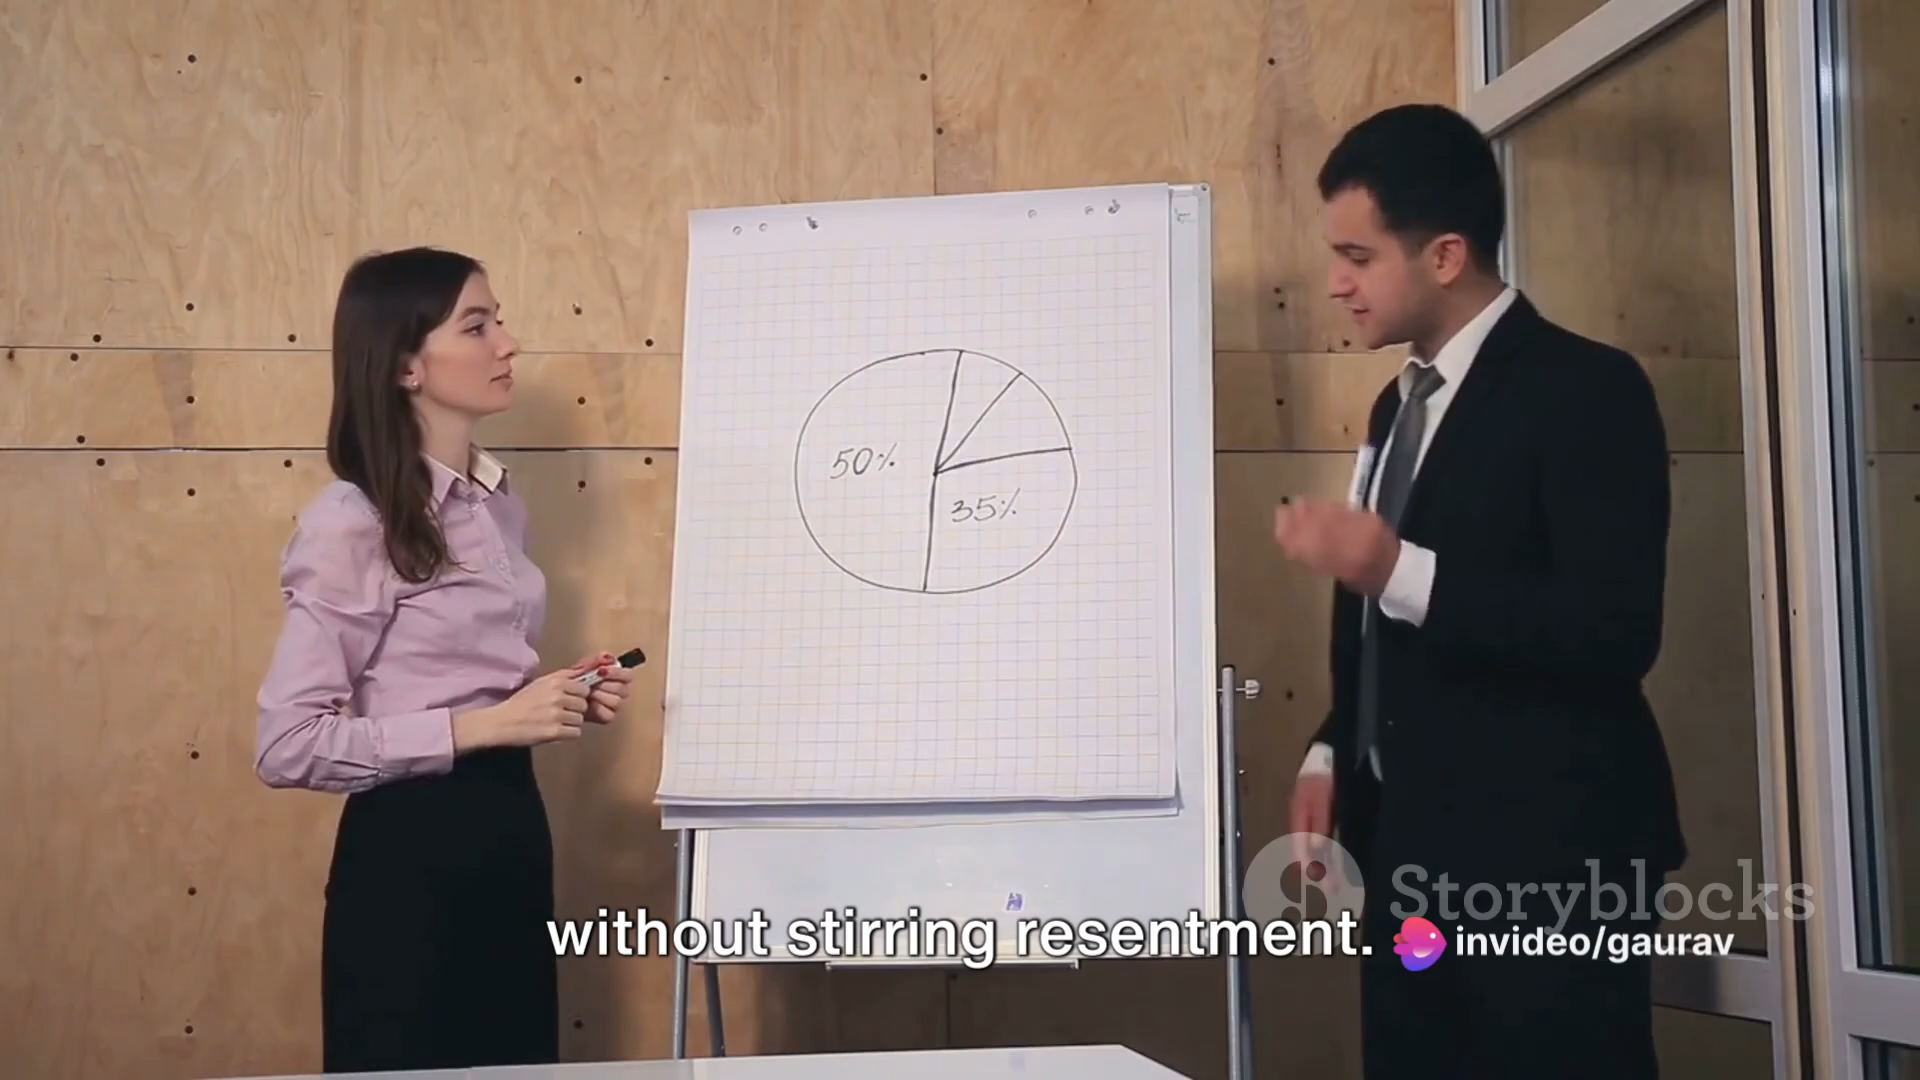 50%
35%
Storyblocks
without stirring resentment.
invideo/gaurav